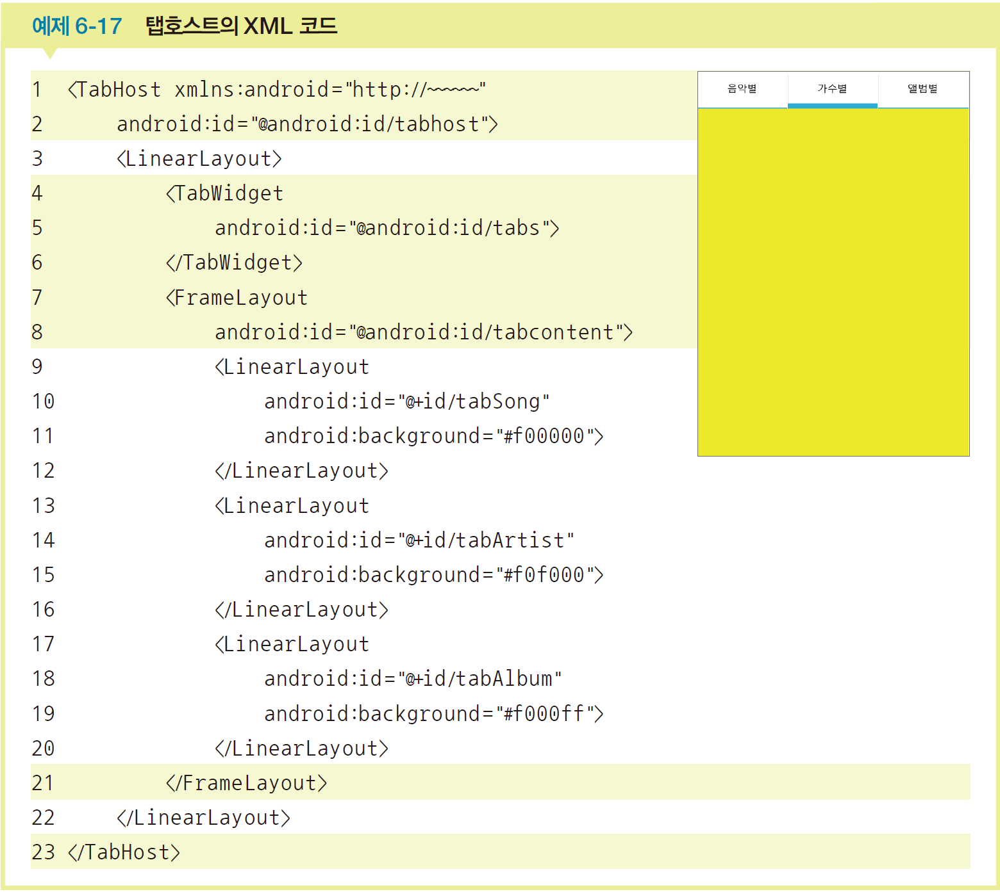 예제 6-17 탭호스트의 XML 코드
1 <TabHost xmlns:android="http://~~~~~~"
2 android:id="@android:id/tabhost">
3 <LinearLayout>
4 <TabWidget
5 android:id="@android:id/tabs">
6 </TabWidget>
7 <FrameLayout
8 android:id="@android:id/tabcontent">
9 <LinearLayout
10 android:id="@+id/tabSong"
11 android:background="#f00000">
12 </LinearLayout>
13 <LinearLayout
14 android:id="@+id/tabArtist"
15 android:background="#f0f000">
16 </LinearLayout>
17 <LinearLayout
18 android:id="@+id/tabAlbum"
19 android:background="#f000ff">
20 </LinearLayout>
21 </FrameLayout>
22 </LinearLayout>
23 </TabHost>
음악별 가수별 앨범별